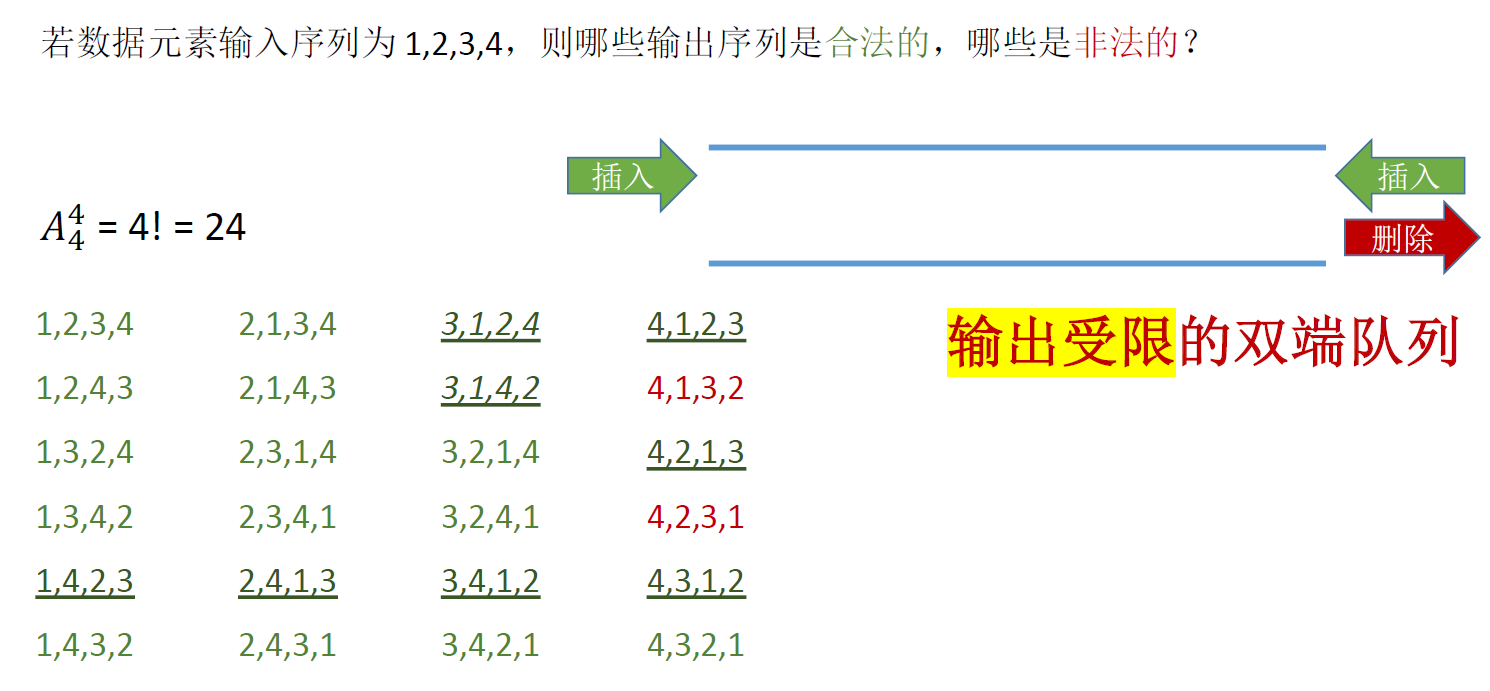 若数据元素输入序列为 1,2,3,4，则哪些输出序列是合法的，哪些是非法的？
插入
插入
删除
A₄⁴ = 4! = 24
输出受限的双端队列
1,2,3,4 2,1,3,4 3,1,2,4 4,1,2,3
1,2,4,3 2,1,4,3 3,1,4,2 4,1,3,2
1,3,2,4 2,3,1,4 3,2,1,4 4,2,1,3
1,3,4,2 2,3,4,1 3,2,4,1 4,2,3,1
1,4,2,3 2,4,1,3 3,4,1,2 4,3,1,2
1,4,3,2 2,4,3,1 3,4,2,1 4,3,2,1